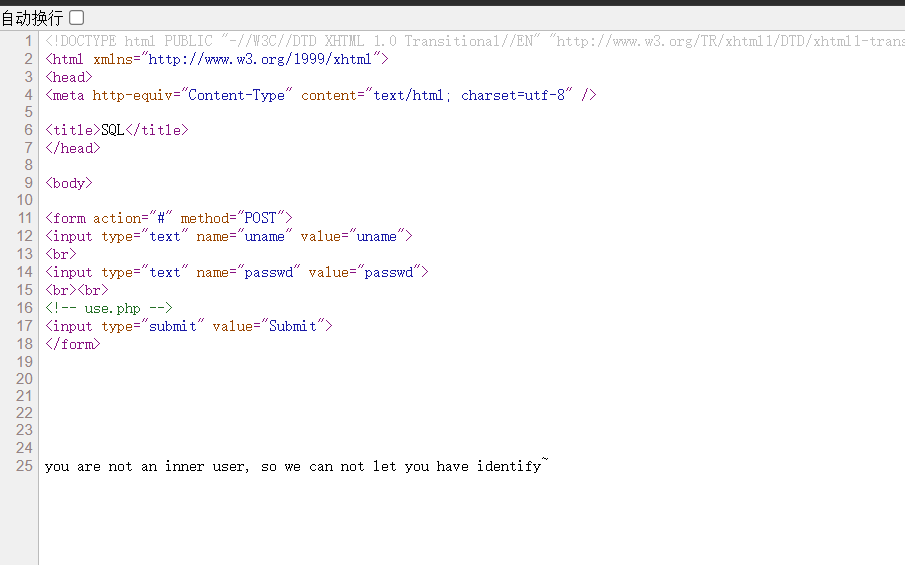 自动换行
1 <!DOCTYPE html PUBLIC "-//W3C//DTD XHTML 1.0 Transitional//EN" "http://www.w3.org/TR/xhtml1/DTD/xhtml1-trans
2 <html xmlns="http://www.w3.org/1999/xhtml">
3 <head>
4 <meta http-equiv="Content-Type" content="text/html; charset=utf-8" />
5
6 <title>SQL</title>
7 </head>
8
9 <body>
10
11 <form action="#" method="POST">
12 <input type="text" name="uname" value="uname">
13 <br>
14 <input type="text" name="passwd" value="passwd">
15 <br><br>
16 <!-- use.php -->
17 <input type="submit" value="Submit">
18 </form>
19
20
21
22
23
24
25 you are not an inner user, so we can not let you have identify~